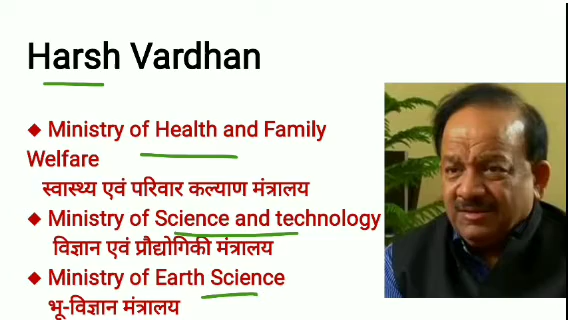 Harsh Vardhan
◆ Ministry of Health and Family
Welfare
स्वास्थ्य एवं परिवार कल्याण मंत्रालय
◆ Ministry of Science and technology
विज्ञान एवं प्रौद्योगिकी मंत्रालय
◆ Ministry of Earth Science
भू-विज्ञान मंत्रालय